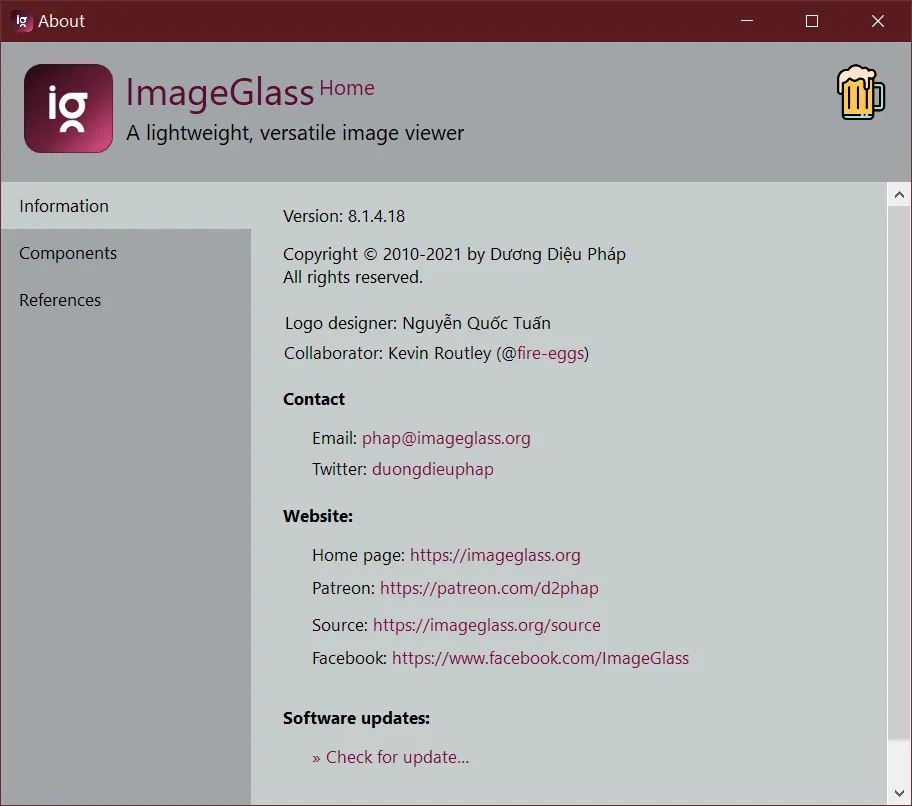 ig About
ig
ImageGlass Home
A lightweight, versatile image viewer
Information
Components
References
Version: 8.1.4.18
Copyright © 2010-2021 by Dương Diệu Pháp
All rights reserved.
Logo designer: Nguyễn Quốc Tuấn
Collaborator: Kevin Routley (@fire-eggs)
Contact
Email: phap@imageglass.org
Twitter: duongdieuphap
Website:
Home page: https://imageglass.org
Patreon: https://patreon.com/d2phap
Source: https://imageglass.org/source
Facebook: https://www.facebook.com/ImageGlass
Software updates:
» Check for update...